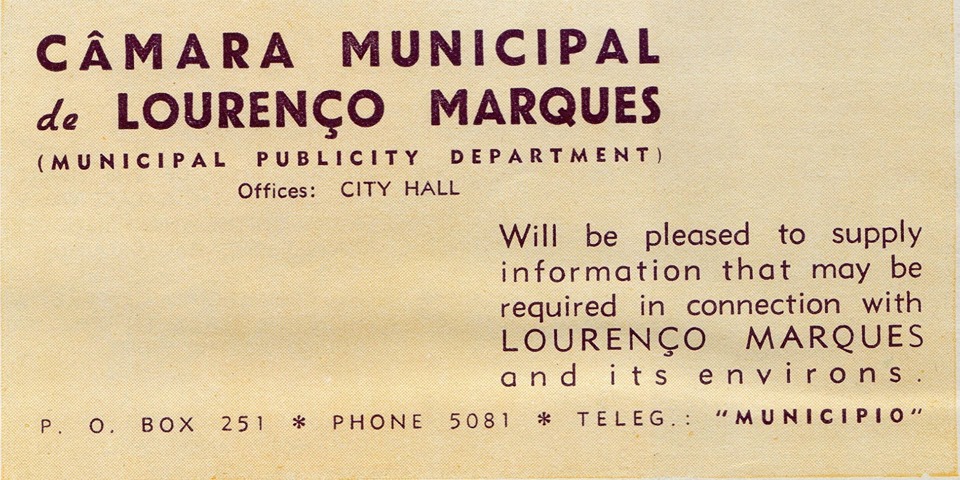 CÂMARA MUNICIPAL
de LOURENÇO MARQUES
(MUNICIPAL PUBLICITY DEPARTMENT)
Offices: CITY HALL
Will be pleased to supply
information that may be
required in connection with
LOURENÇO MARQUES
and its environs.
P. O. BOX 251 * PHONE 5081 * TELEG.: "MUNICIPIO"